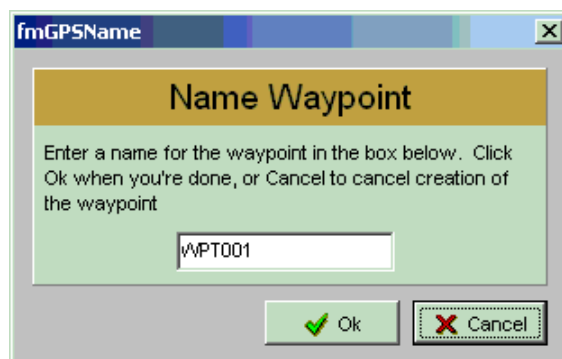 fmGPSName
Name Waypoint
Enter a name for the waypoint in the box below. Click
Ok when you're done, or Cancel to cancel creation of
the waypoint
WPT001
Ok
Cancel